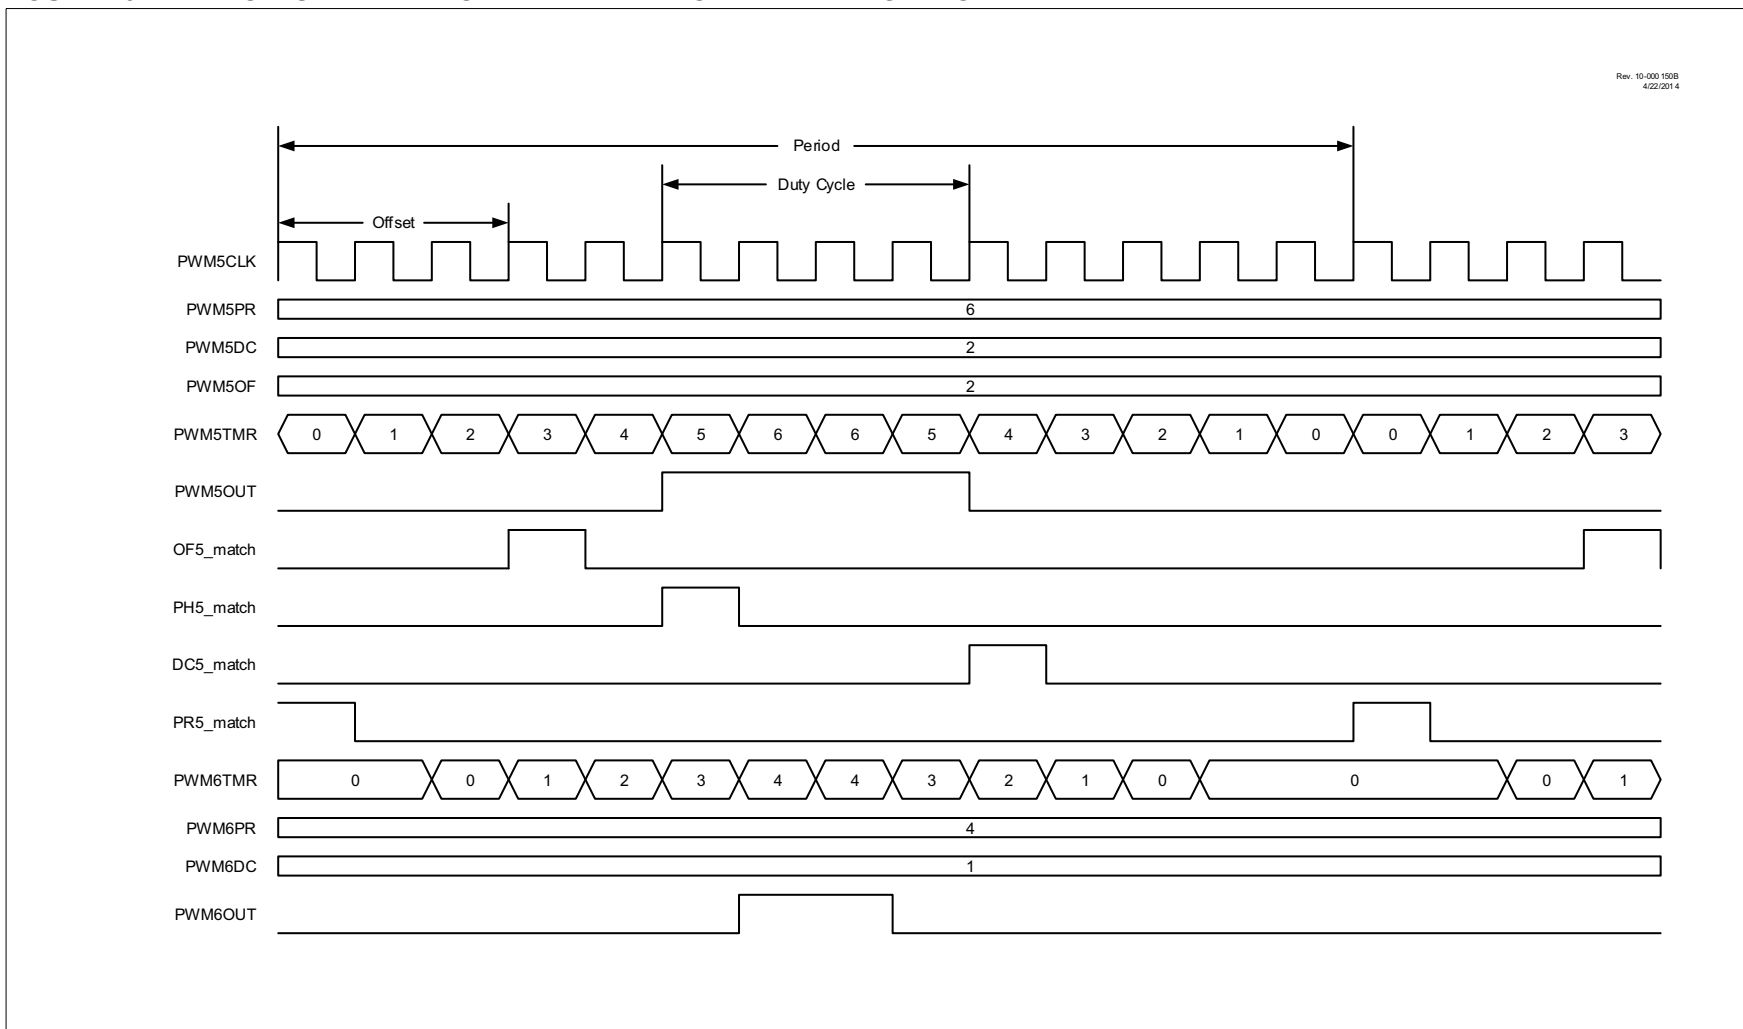 Rev. 10-000 150B
4/22/201 4
Period
Duty Cycle
Offset
PWM5CLK
PWM5PR 6
PWM5DC 2
PWM5OF 2
PWM5TMR 0 1 2 3 4 5 6 6 5 4 3 2 1 0 0 1 2 3
PWM5OUT
OF5_match
PH5_match
DC5_match
PR5_match
PWM6TMR 0 0 1 2 3 4 4 3 2 1 0 0 0 1
PWM6PR 4
PWM6DC 1
PWM6OUT